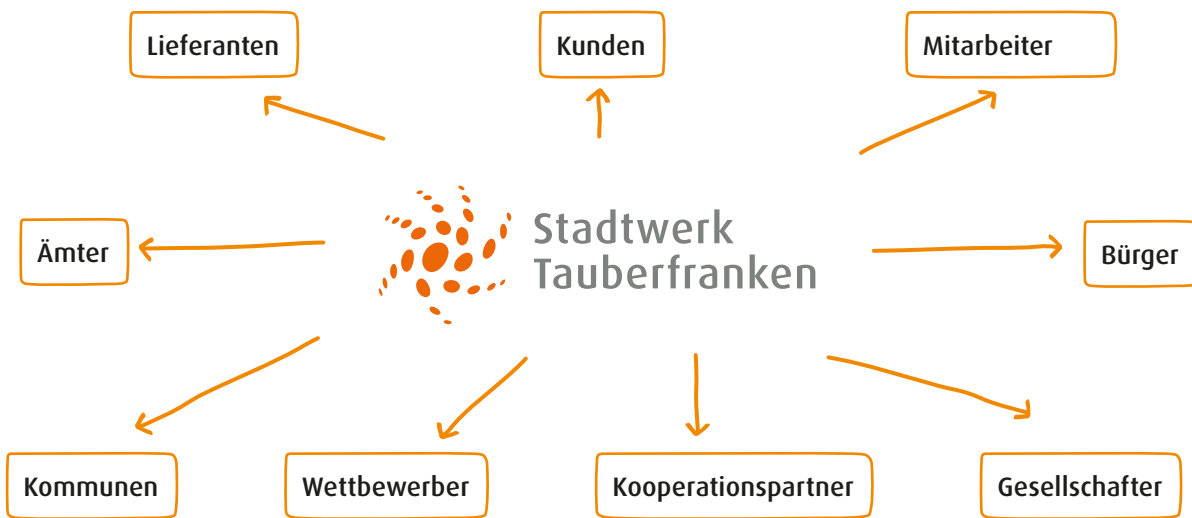 Lieferanten
Kunden
Mitarbeiter
Ämter
Stadtwerk
Tauberfranken
Bürger
Kommunen
Wettbewerber
Kooperationspartner
Gesellschafter